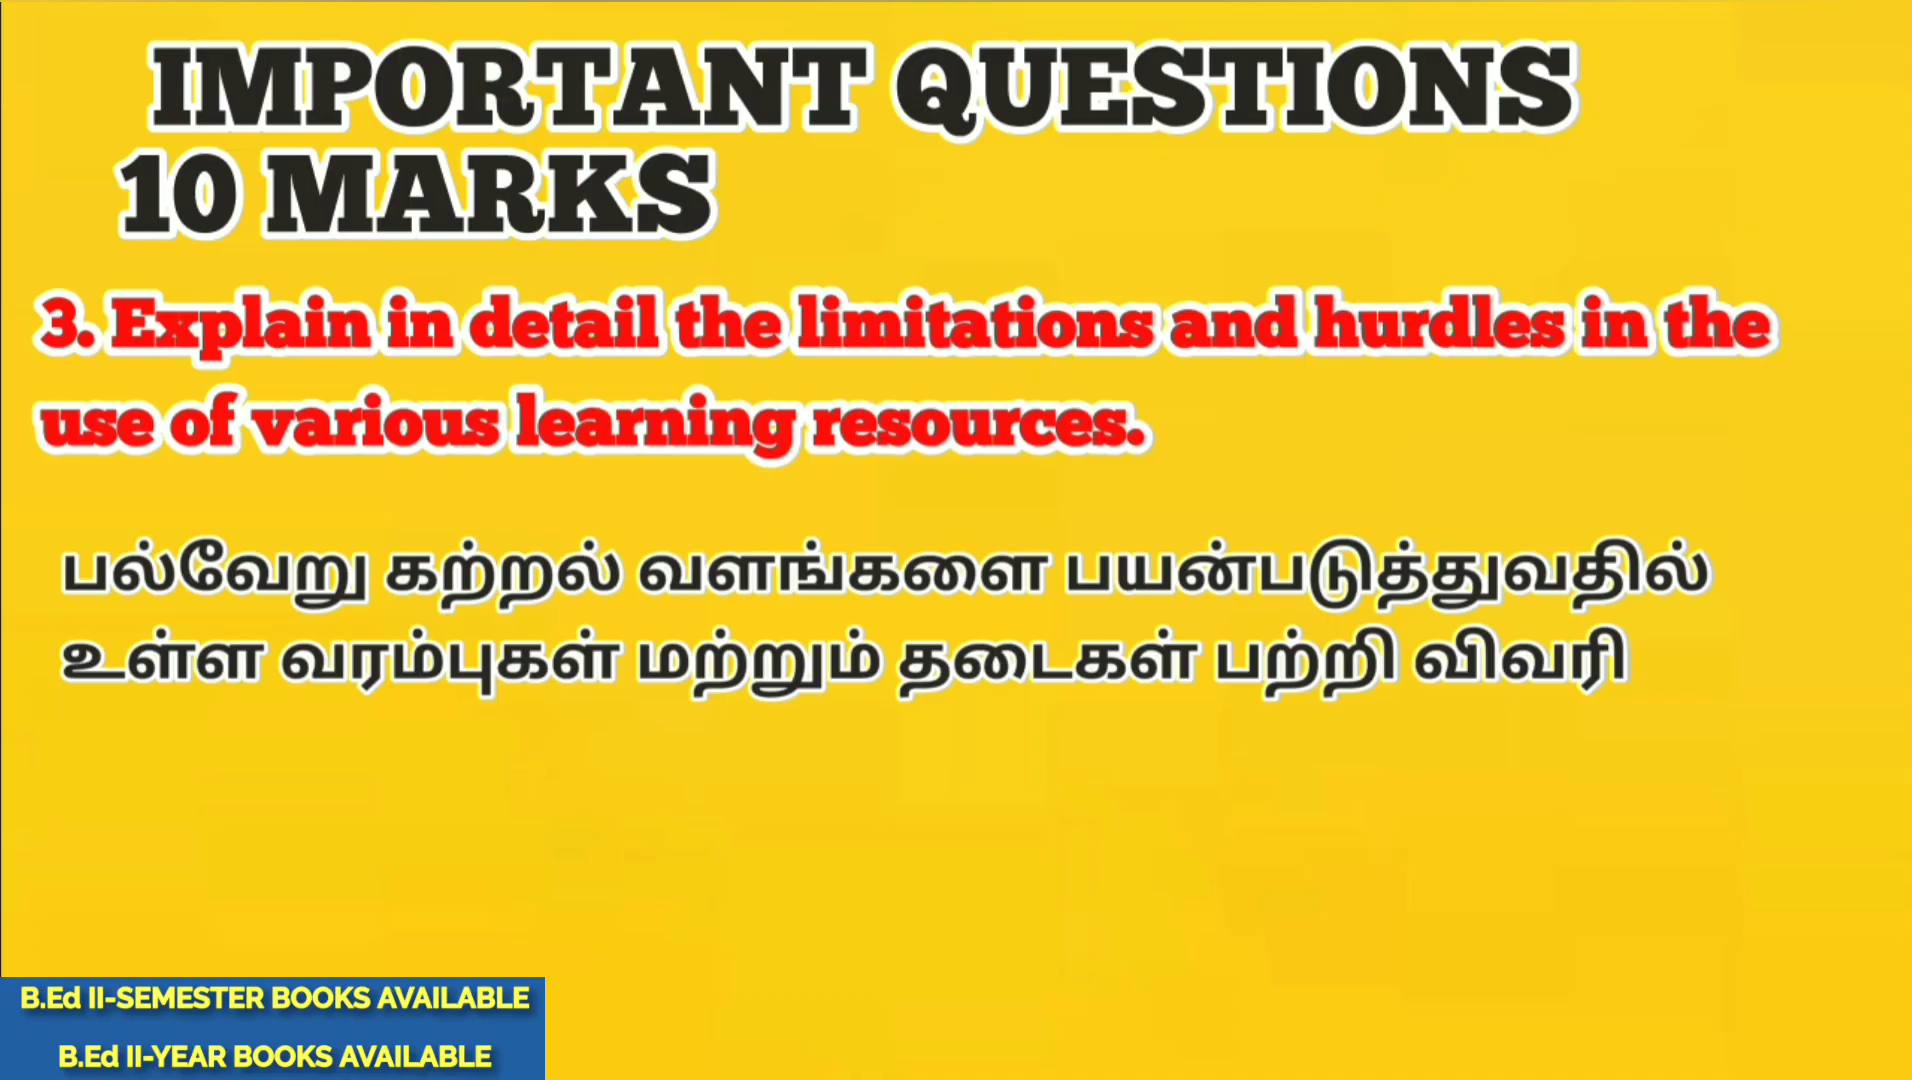 IMPORTANT QUESTIONS
10 MARKS
3. Explain in detail the limitations and hurdles in the
use of various learning resources.
பல்வேறு கற்றல் வளங்களை பயன்படுத்துவதில்
உள்ள வரம்புகள் மற்றும் தடைகள் பற்றி விவரி
B.Ed II-SEMESTER BOOKS AVAILABLE
B.Ed II-YEAR BOOKS AVAILABLE